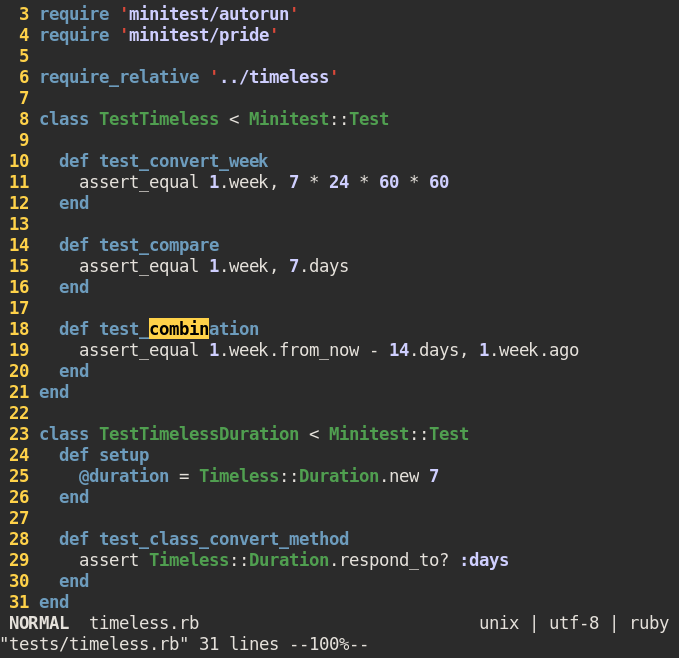 3 require 'minitest/autorun'
4 require 'minitest/pride'
5
6 require_relative '../timeless'
7
8 class TestTimeless < Minitest::Test
9
10   def test_convert_week
11     assert_equal 1.week, 7 * 24 * 60 * 60
12   end
13
14   def test_compare
15     assert_equal 1.week, 7.days
16   end
17
18   def test_combination
19     assert_equal 1.week.from_now - 14.days, 1.week.ago
20   end
21 end
22
23 class TestTimelessDuration < Minitest::Test
24   def setup
25     @duration = Timeless::Duration.new 7
26   end
27
28   def test_class_convert_method
29     assert Timeless::Duration.respond_to? :days
30   end
31 end
NORMAL  timeless.rb                            unix | utf-8 | ruby
"tests/timeless.rb" 31 lines --100%--